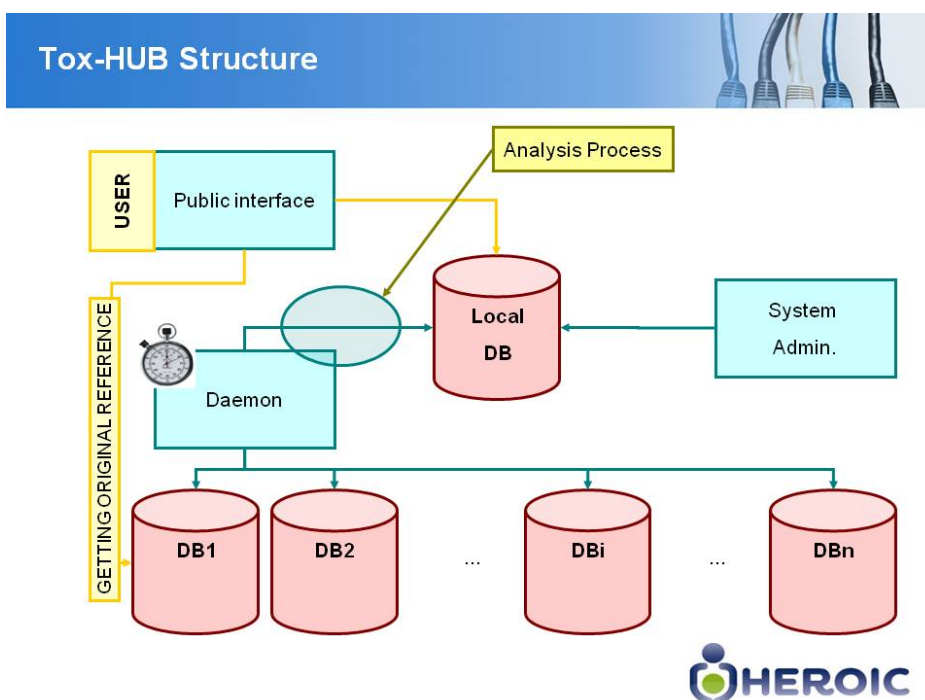 Tox-HUB Structure
Analysis Process
USER
Public interface
GETTING ORIGINAL REFERENCE
Local
DB
System
Admin.
Daemon
DB1
DB2
...
DBi
...
DBn
HEROIC